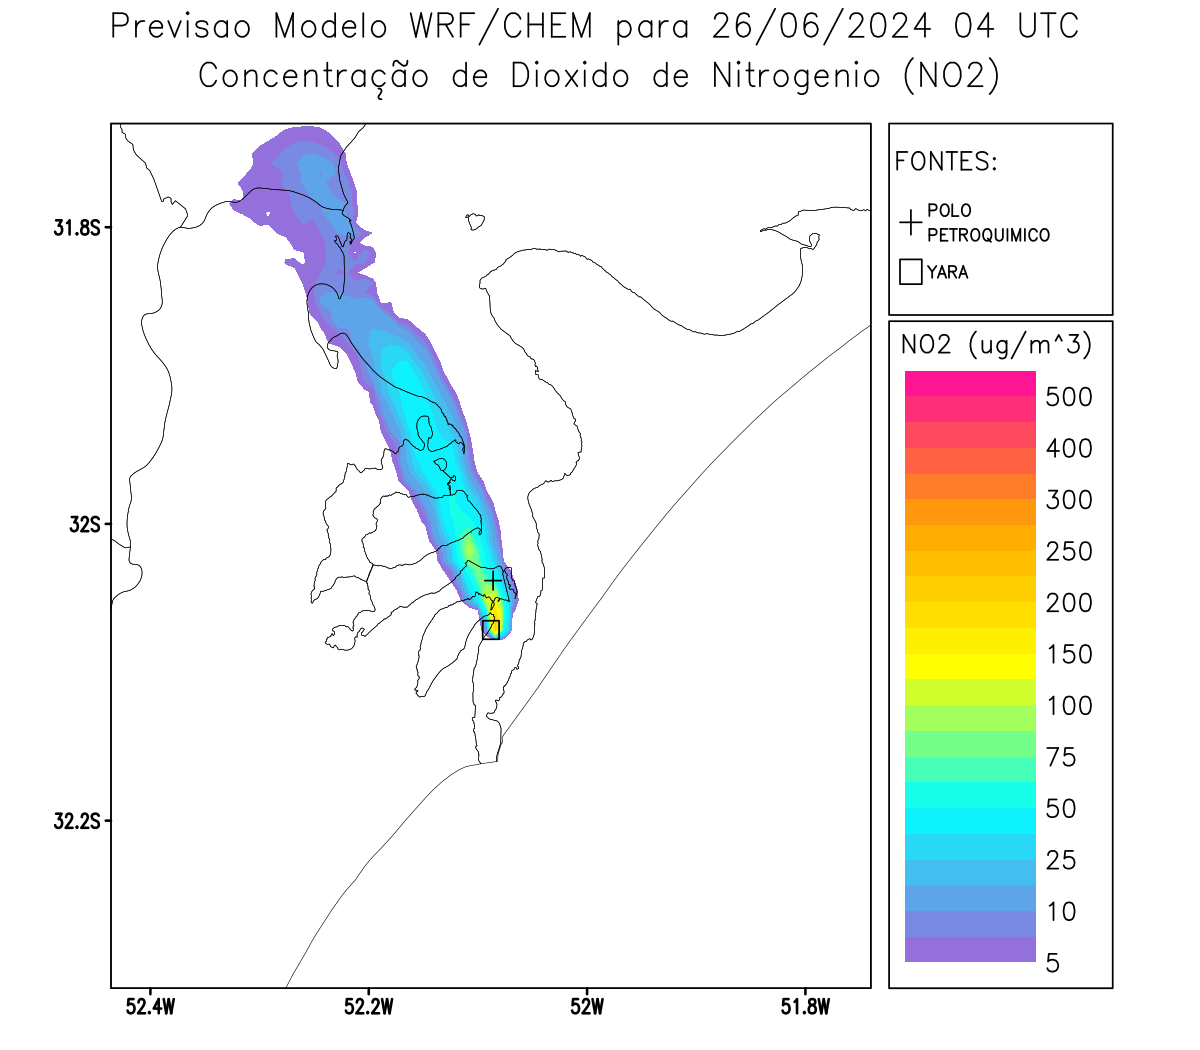 Previsao Modelo WRF/CHEM para 26/06/2024 04 UTC
Concentração de Dioxido de Nitrogenio (NO2)
FONTES:
POLO
PETROQUIMICO
YARA
NO2 (ug/m^3)
500
400
300
250
200
150
100
75
50
25
10
5
31.8S
32S
32.2S
52.4W
52.2W
52W
51.8W